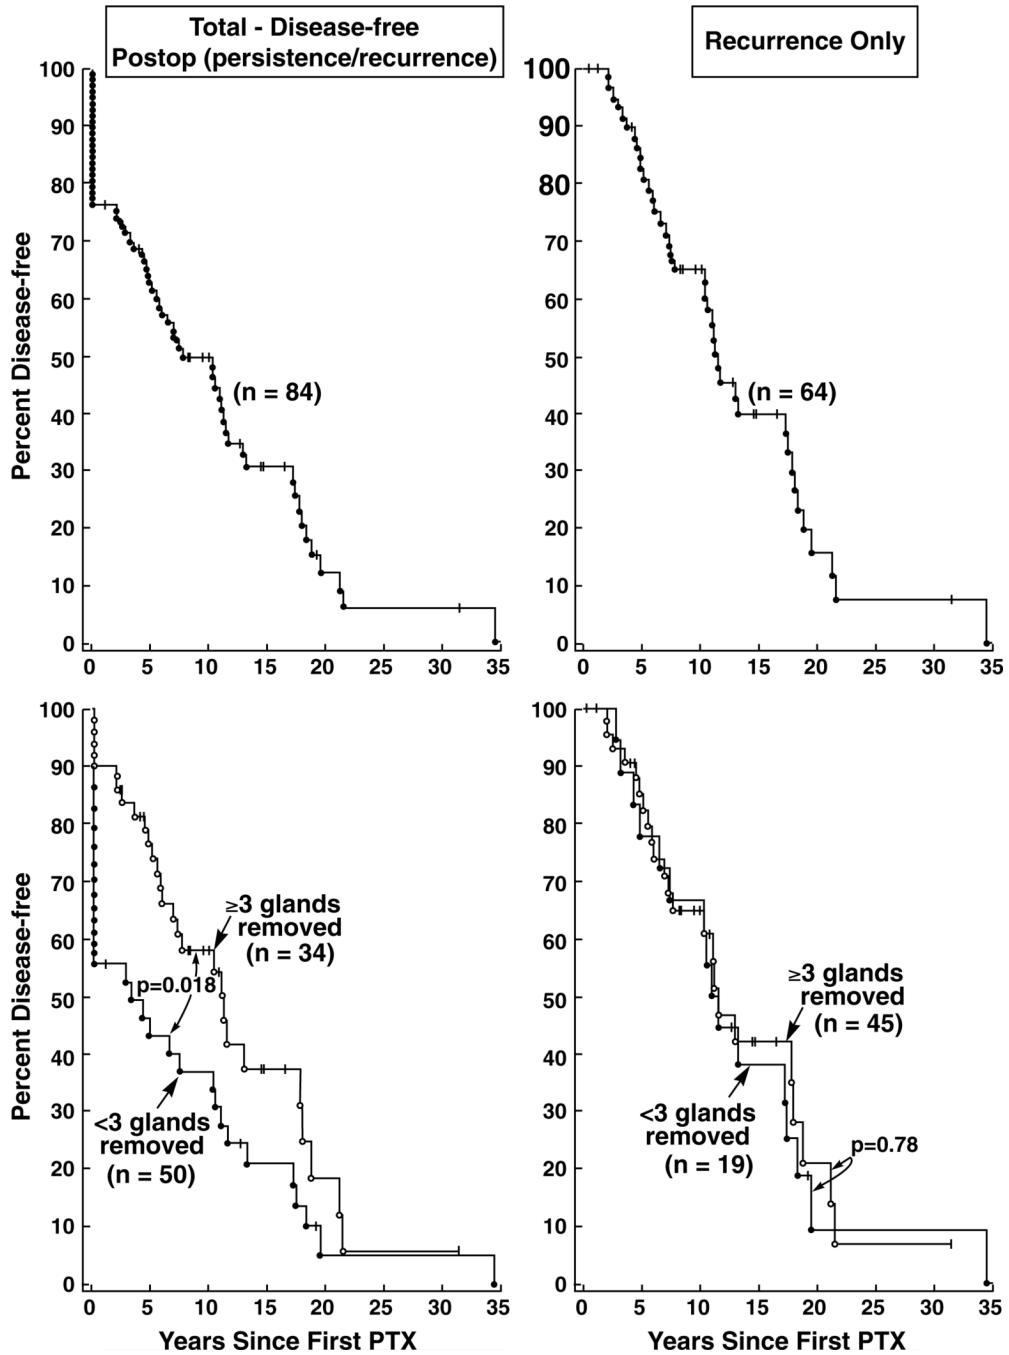 Total - Disease-free
Postop (persistence/recurrence)
Percent Disease-free
100
90
80
70
60
50
40
30
20
10
0
(n = 84)
0 5 10 15 20 25 30 35
Recurrence Only
100
90
80
70
60
50
40
30
20
10
0
(n = 64)
0 5 10 15 20 25 30 35
Percent Disease-free
100
90
80
70
60
50
40
30
20
10
0
≥3 glands
removed
(n = 34)
p=0.018
<3 glands
removed
(n = 50)
0 5 10 15 20 25 30 35
Years Since First PTX
100
90
80
70
60
50
40
30
20
10
0
≥3 glands
removed
(n = 45)
<3 glands
removed
(n = 19)
p=0.78
0 5 10 15 20 25 30 35
Years Since First PTX